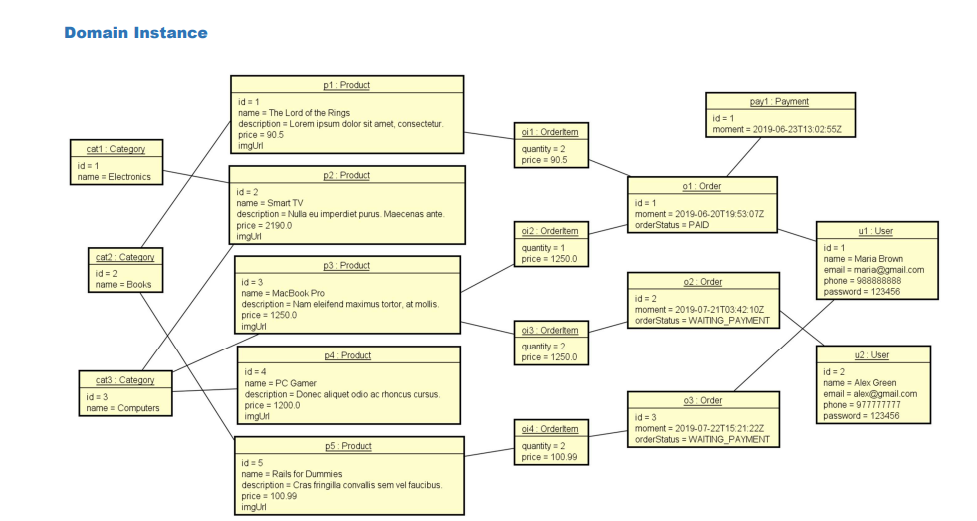 Domain Instance
p1 : Product
id = 1
name = The Lord of the Rings
description = Lorem ipsum dolor sit amet, consectetur.
price = 90.5
imgUrl
pay1 : Payment
id = 1
moment = 2019-06-23T13:02:55Z
oi1 : OrderItem
quantity = 2
price = 90.5
cat1 : Category
id = 1
name = Electronics
p2 : Product
id = 2
name = Smart TV
description = Nulla eu imperdiet purus. Maecenas ante.
price = 2190.0
imgUrl
o1 : Order
id = 1
moment = 2019-06-20T19:53:07Z
orderStatus = PAID
oi2 : OrderItem
quantity = 1
price = 1250.0
u1 : User
id = 1
name = Maria Brown
email = maria@gmail.com
phone = 988888888
password = 123456
cat2 : Category
id = 2
name = Books
p3 : Product
id = 3
name = MacBook Pro
description = Nam eleifend maximus tortor, at mollis.
price = 1250.0
imgUrl
o2 : Order
id = 2
moment = 2019-07-21T03:42:10Z
orderStatus = WAITING_PAYMENT
oi3 : OrderItem
quantity = 2
price = 1250.0
p4 : Product
id = 4
name = PC Gamer
description = Donec aliquet odio ac rhoncus cursus.
price = 1200.0
imgUrl
u2 : User
id = 2
name = Alex Green
email = alex@gmail.com
phone = 977777777
password = 123456
cat3 : Category
id = 3
name = Computers
o3 : Order
id = 3
moment = 2019-07-22T15:21:22Z
orderStatus = WAITING_PAYMENT
oi4 : OrderItem
quantity = 2
price = 100.99
p5 : Product
id = 5
name = Rails for Dummies
description = Cras fringilla convallis sem vel faucibus.
price = 100.99
imgUrl